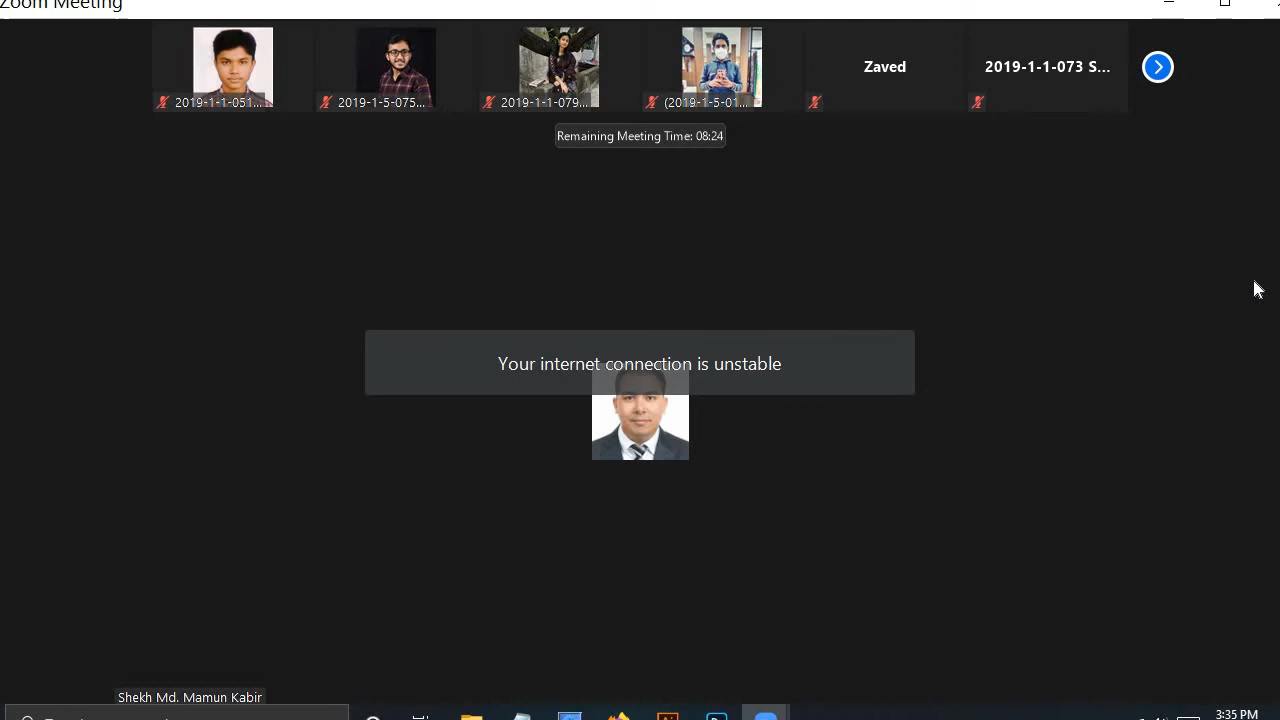 Zoom Meeting
Zaved
2019-1-1-073 S...
2019-1-1-051...
2019-1-5-075...
2019-1-1-079...
(2019-1-5-01...
Remaining Meeting Time: 08:24
Your internet connection is unstable
Shekh Md. Mamun Kabir
3:35 PM